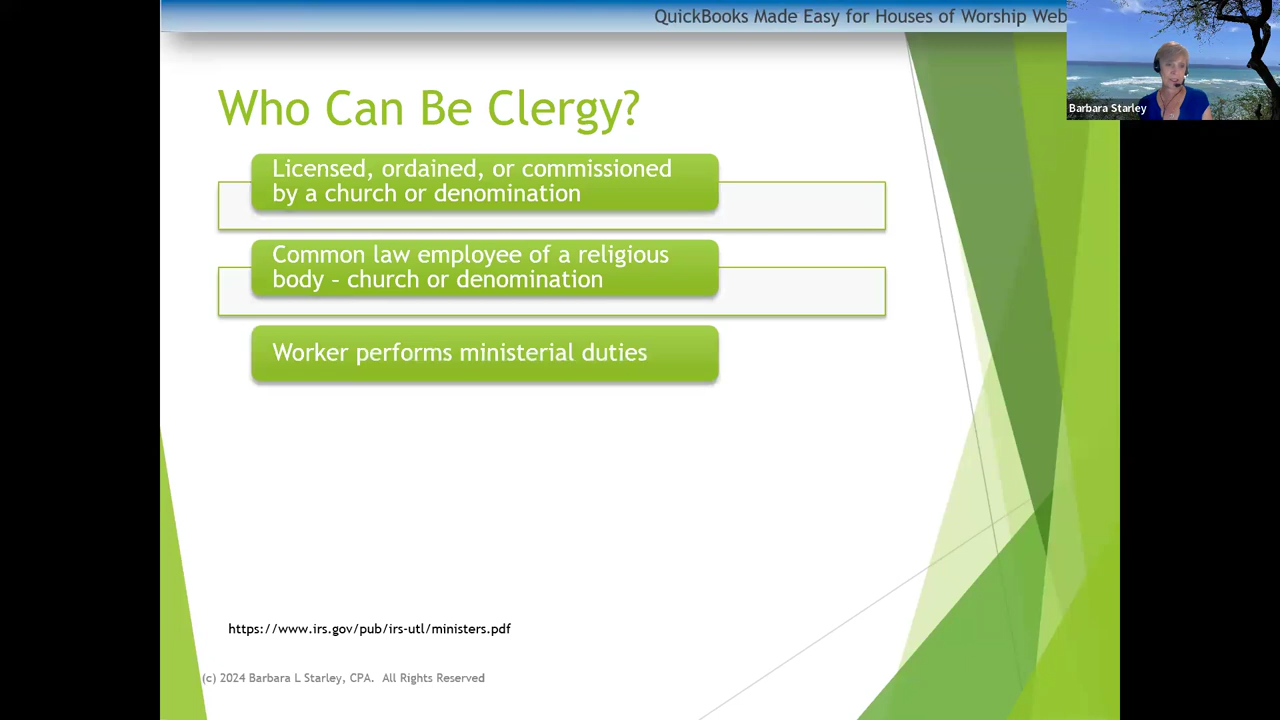 QuickBooks Made Easy for Houses of Worship Web
Barbara Starley
Who Can Be Clergy?
Licensed, ordained, or commissioned
by a church or denomination
Common law employee of a religious
body – church or denomination
Worker performs ministerial duties
https://www.irs.gov/pub/irs-utl/ministers.pdf
(c) 2024 Barbara L Starley, CPA. All Rights Reserved